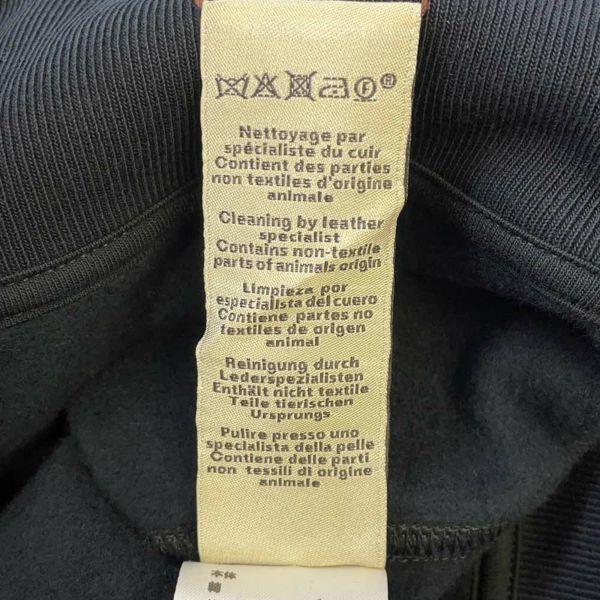 F ®
Nettoyage par
spécialiste du cuir
Contient des parties
non textiles d'origine
animale
Cleaning by leather
specialist
Contains non-textile
parts of animals origin
Limpieza por
especialista del cuero
Contiene partes no
textiles de origen
animal
Reinigung durch
Lederspezialisten
Enthält nicht textile
Teile tierischen
Ursprungs
Pulire presso uno
specialista della pelle
Contiene delle parti
non tessili di origine
animale
本体